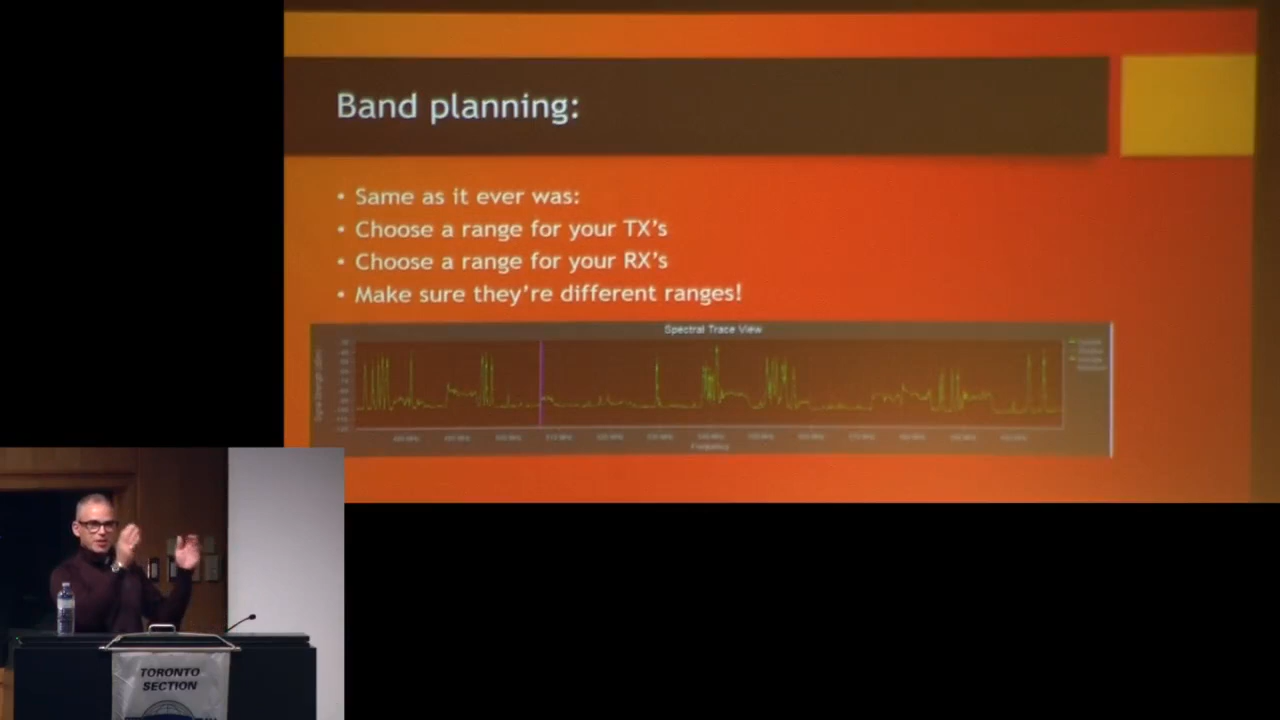 Band planning:
• Same as it ever was:
• Choose a range for your TX's
• Choose a range for your RX's
• Make sure they're different ranges!
Spectral Trace View
Frequency
TORONTO
SECTION